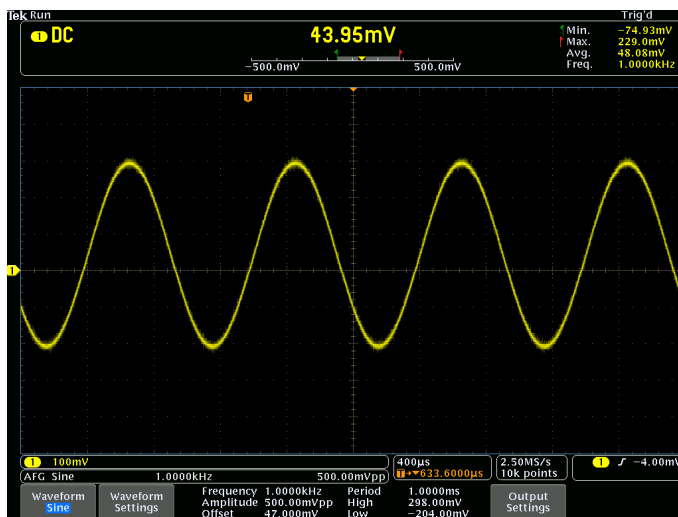 Tek Run Trig'd
1 DC 43.95mV
Min. −74.93mV
Max. 229.0mV
Avg. 48.08mV
Freq. 1.0000kHz
−500.0mV 500.0mV
T
1
1 100mV
AFG Sine 1.0000kHz 500.00mVpp
400µs
T→▼633.6000µs
2.50MS/s
10k points
1 ∫ −4.00mV
Waveform
Sine
Waveform
Settings
Frequency 1.0000kHz
Amplitude 500.00mVpp
Offset 47.000mV
Period 1.0000ms
High 298.00mV
Low −204.00mV
Output
Settings